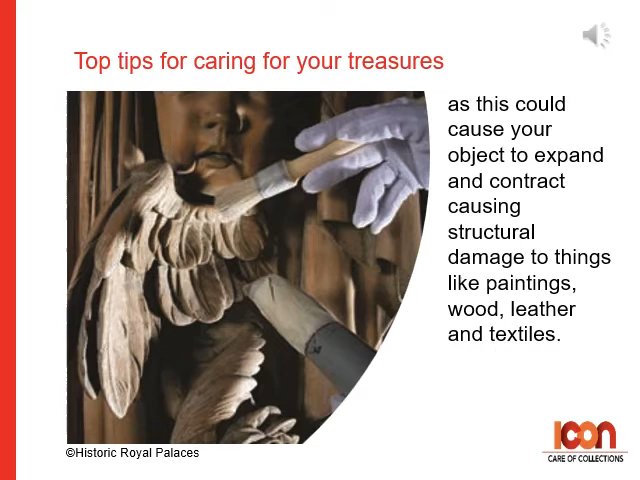 Top tips for caring for your treasures
as this could
cause your
object to expand
and contract
causing
structural
damage to things
like paintings,
wood, leather
and textiles.
©Historic Royal Palaces
Icon
CARE OF COLLECTIONS